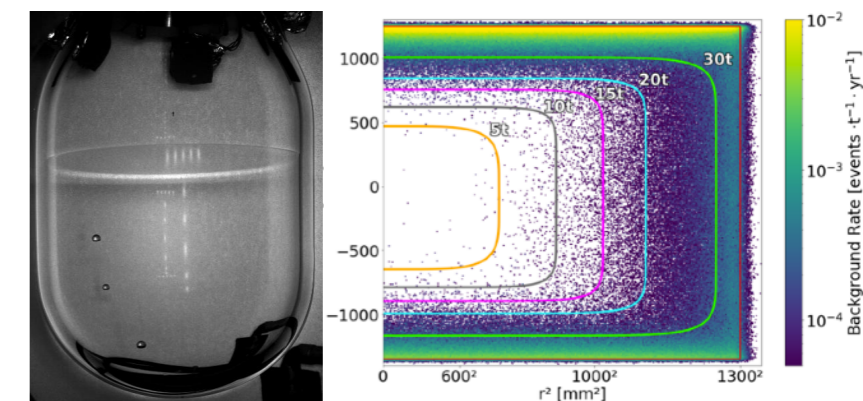 10⁻²
10⁻³
10⁻⁴
Background Rate [events ·t⁻¹ · yr⁻¹]
1000
500
0
−500
−1000
30t
20t
15t
10t
5t
0
600²
1000²
1300²
r² [mm²]